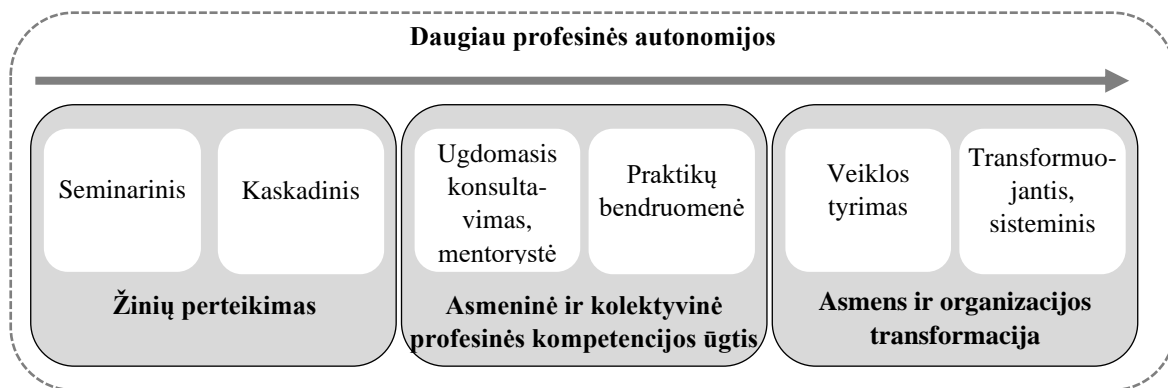 Daugiau profesinės autonomijos
Seminarinis
Kaskadinis
Žinių perteikimas
Ugdomasis
konsulta-
vimas,
mentorystė
Praktikų
bendruomenė
Asmeninė ir kolektyvinė
profesinės kompetencijos ūgtis
Veiklos
tyrimas
Transformuo-
jantis,
sisteminis
Asmens ir organizacijos
transformacija